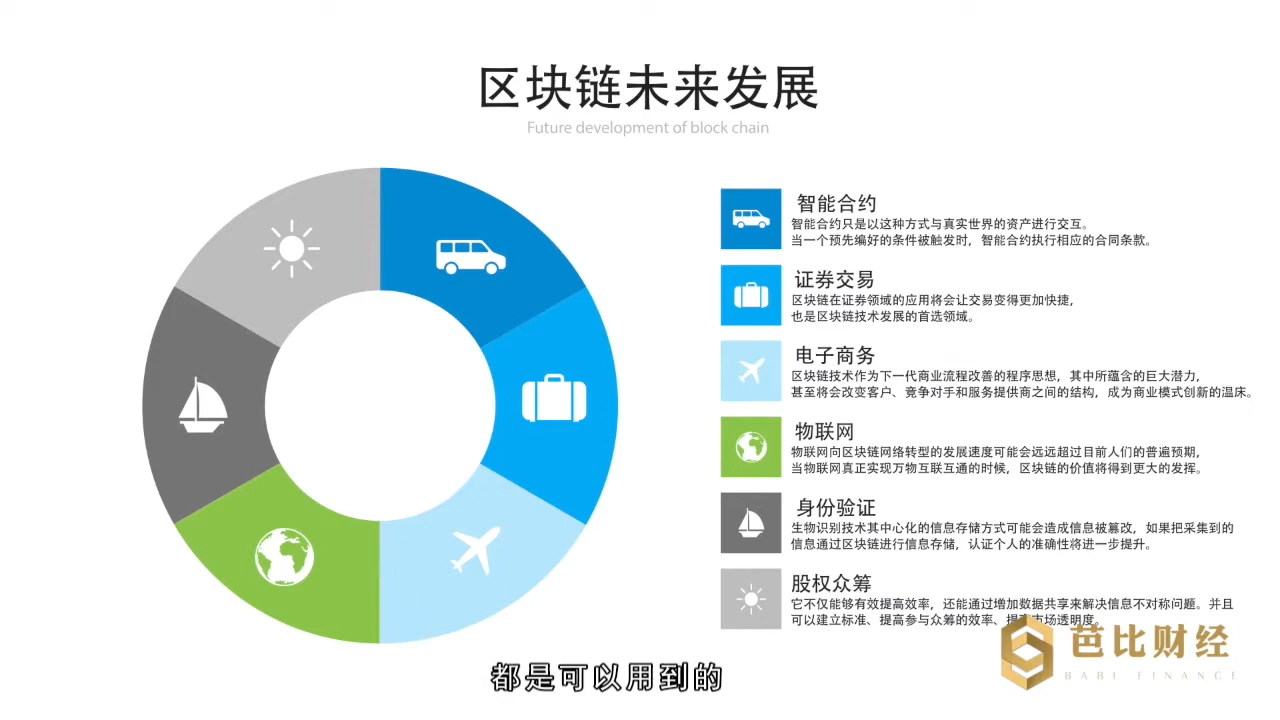 区块链未来发展
Future development of block chain
智能合约
智能合约只是以这种方式与真实世界的资产进行交互。
当一个预先编好的条件被触发时，智能合约执行相应的合同条款。
证券交易
区块链在证券领域的应用将会让交易变得更加快捷，
也是区块链技术发展的首选领域。
电子商务
区块链技术作为下一代商业流程改善的程序思想，其中所蕴含的巨大潜力，
甚至将会改变客户、竞争对手和服务提供商之间的结构，成为商业模式创新的温床。
物联网
物联网向区块链网络转型的发展速度可能会远远超过目前人们的普遍预期，
当物联网真正实现万物互联互通的时候，区块链的价值将得到更大的发挥。
身份验证
生物识别技术其中心化的信息存储方式可能会造成信息被篡改，如果把采集到的
信息通过区块链进行信息存储，认证个人的准确性将进一步提升。
股权众筹
它不仅能够有效提高效率，还能通过增加数据共享来解决信息不对称问题。并且
可以建立标准、提高参与众筹的效率、提高市场透明度。
芭比财经
BABI FINANCE
都是可以用到的